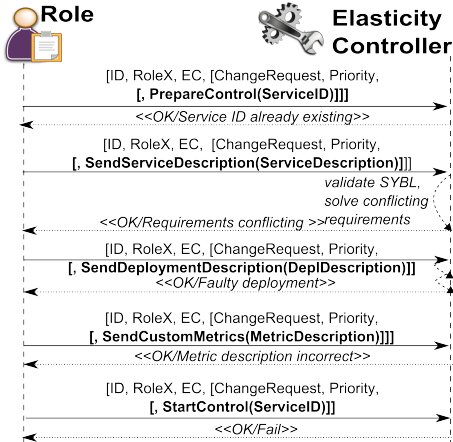 Role
Elasticity
Controller
[ID, RoleX, EC, [ChangeRequest, Priority,
[, PrepareControl(ServiceID)]]]
<<OK/Service ID already existing>>
[ID, RoleX, EC, [ChangeRequest, Priority,
[, SendServiceDescription(ServiceDescription)]]]
validate SYBL,
solve conflicting
requirements
<<OK/Requirements conflicting >>
[ID, RoleX, EC, [ChangeRequest, Priority,
[, SendDeploymentDescription(DeplDescription)]]
<<OK/Faulty deployment>>
[ID, RoleX, EC, [ChangeRequest, Priority,
[, SendCustomMetrics(MetricDescription)]]]
<<OK/Metric description incorrect>>
[ID, RoleX, EC, [ChangeRequest, Priority,
[, StartControl(ServiceID)]]
<<OK/Fail>>